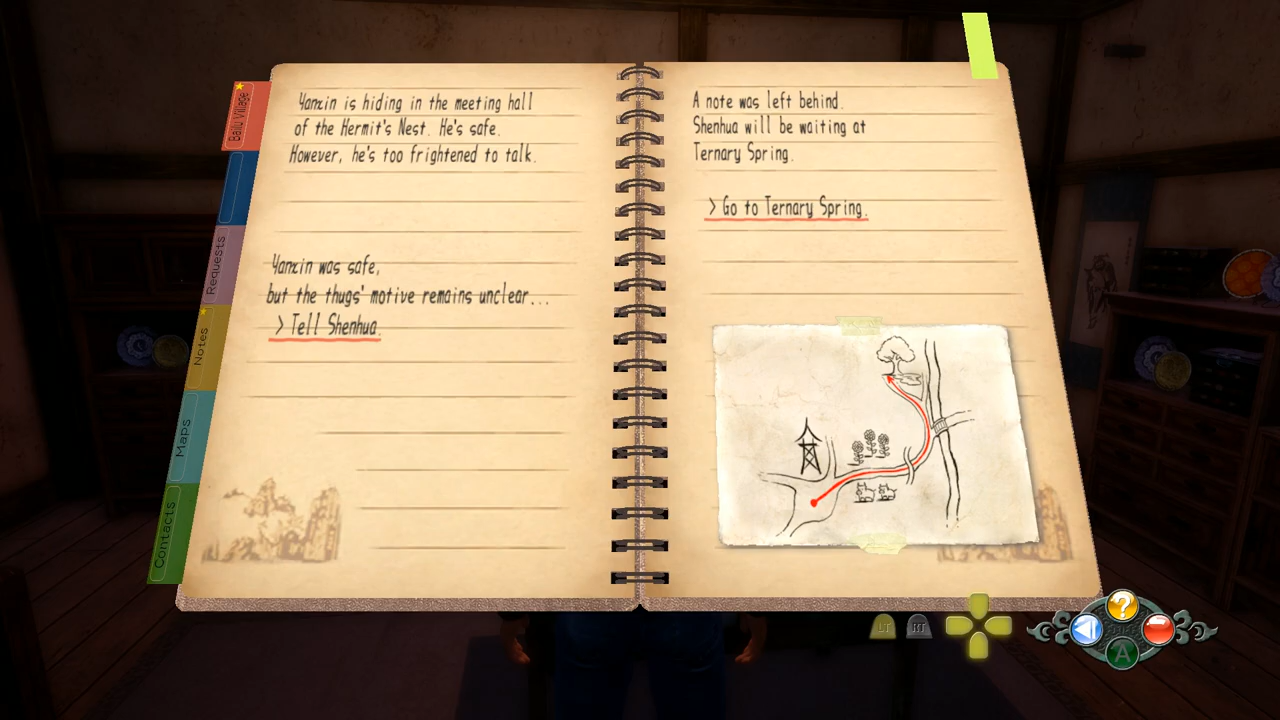 Yanxin is hiding in the meeting hall
of the Hermit's Nest. He's safe.
However, he's too frightened to talk.
Yanxin was safe,
but the thugs' motive remains unclear...
> Tell Shenhua.
A note was left behind.
Shenhua will be waiting at
Ternary Spring.
> Go to Ternary Spring.
Bailu Village
Requests
Notes
Maps
Contacts
LT
RT
?
A